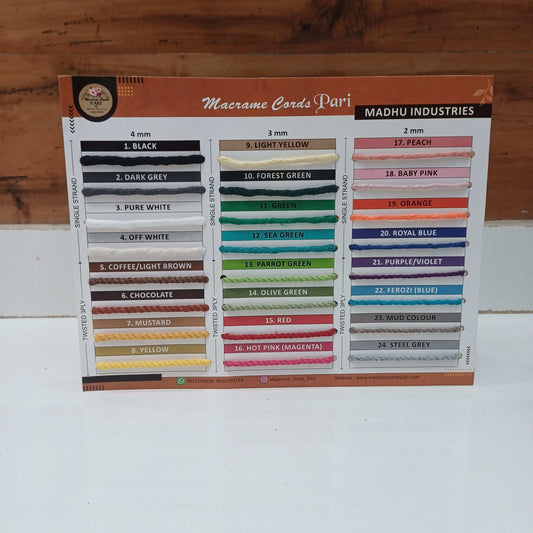 Macrame Cords Pari
MADHU INDUSTRIES
4 mm
SINGLE STRAND
1. BLACK
2. DARK GREY
3. PURE WHITE
4. OFF WHITE
TWISTED 3PLY
5. COFFEE/LIGHT BROWN
6. CHOCOLATE
7. MUSTARD
8. YELLOW
3 mm
SINGLE STRAND
9. LIGHT YELLOW
10. FOREST GREEN
11. GREEN
12. SEA GREEN
TWISTED 3PLY
13. PARROT GREEN
14. OLIVE GREEN
15. RED
16. HOT PINK (MAGENTA)
2 mm
SINGLE STRAND
17. PEACH
18. BABY PINK
19. ORANGE
20. ROYAL BLUE
TWISTED 3PLY
21. PURPLE/VIOLET
22. FEROZI (BLUE)
23. MUD COLOUR
24. STEEL GREY
Macrame_cords_Pari
Website : www.macramecordspari.com